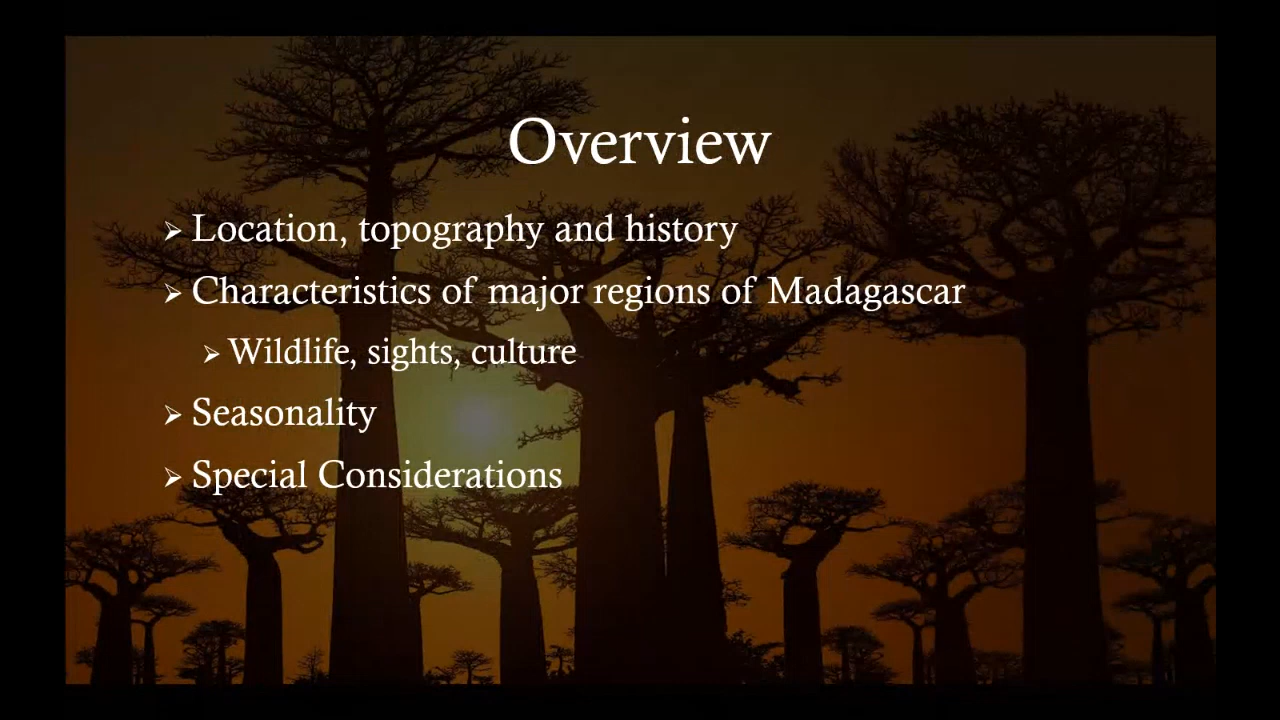 Overview
➢ Location, topography and history
➢ Characteristics of major regions of Madagascar
➢ Wildlife, sights, culture
➢ Seasonality
➢ Special Considerations